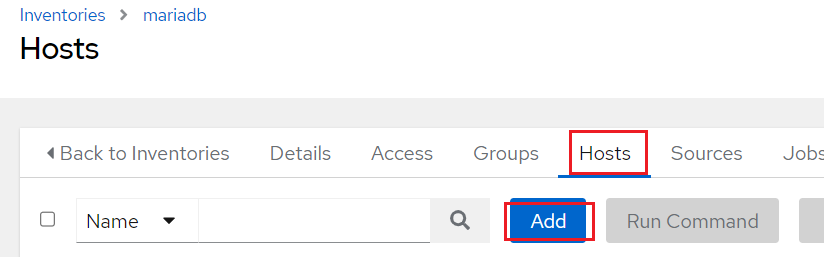 Inventories > mariadb
Hosts
Back to Inventories Details Access Groups Hosts Sources Jobs
Name Add Run Command